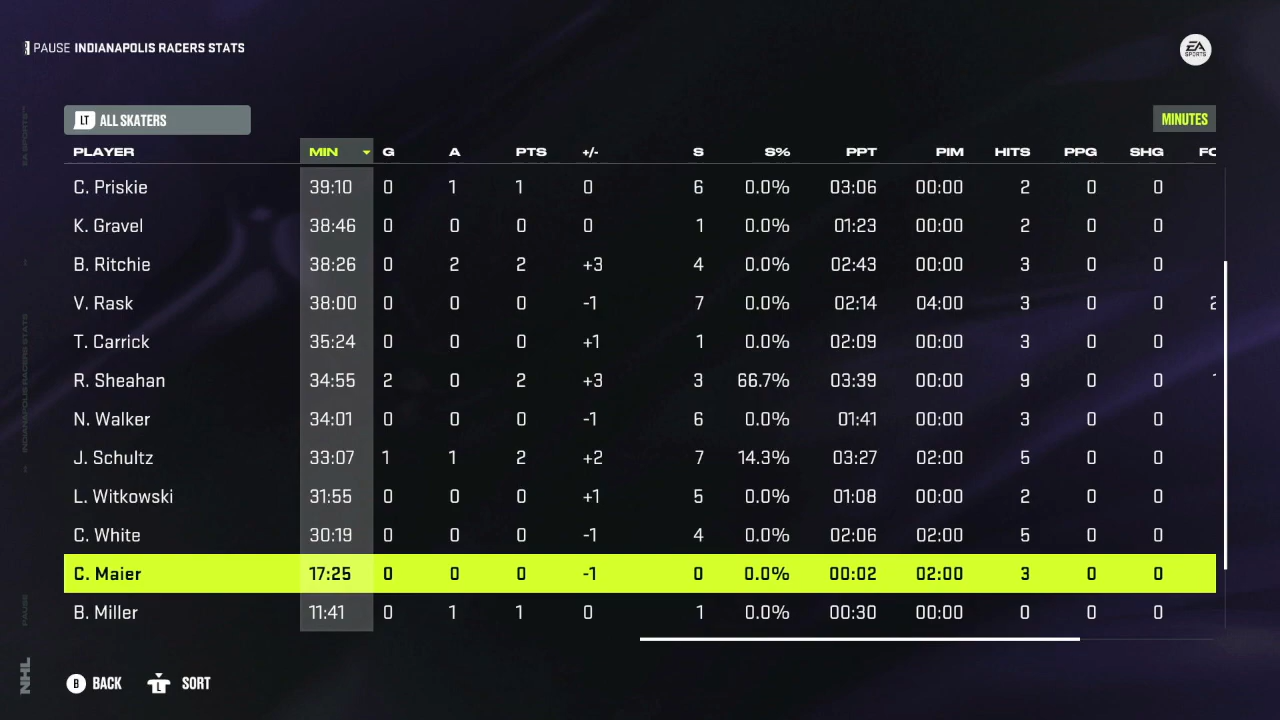 PAUSE INDIANAPOLIS RACERS STATS
EA SPORTS
LT ALL SKATERS
MINUTES
PLAYER MIN G A PTS +/- S S% PPT PIM HITS PPG SHG FO
C. Priskie 39:10 0 1 1 0 6 0.0% 03:06 00:00 2 0 0
K. Gravel 38:46 0 0 0 0 1 0.0% 01:23 00:00 2 0 0
B. Ritchie 38:26 0 2 2 +3 4 0.0% 02:43 00:00 3 0 0
V. Rask 38:00 0 0 0 -1 7 0.0% 02:14 04:00 3 0 0 2
T. Carrick 35:24 0 0 0 +1 1 0.0% 02:09 00:00 3 0 0
R. Sheahan 34:55 2 0 2 +3 3 66.7% 03:39 00:00 9 0 0
N. Walker 34:01 0 0 0 -1 6 0.0% 01:41 00:00 3 0 0
J. Schultz 33:07 1 1 2 +2 7 14.3% 03:27 02:00 5 0 0
L. Witkowski 31:55 0 0 0 +1 5 0.0% 01:08 00:00 2 0 0
C. White 30:19 0 0 0 -1 4 0.0% 02:06 02:00 5 0 0
C. Maier 17:25 0 0 0 -1 0 0.0% 00:02 02:00 3 0 0
B. Miller 11:41 0 1 1 0 1 0.0% 00:30 00:00 0 0 0
B BACK L SORT
NHL
PAUSE
INDIANAPOLIS RACERS STATS
EA SPORTS